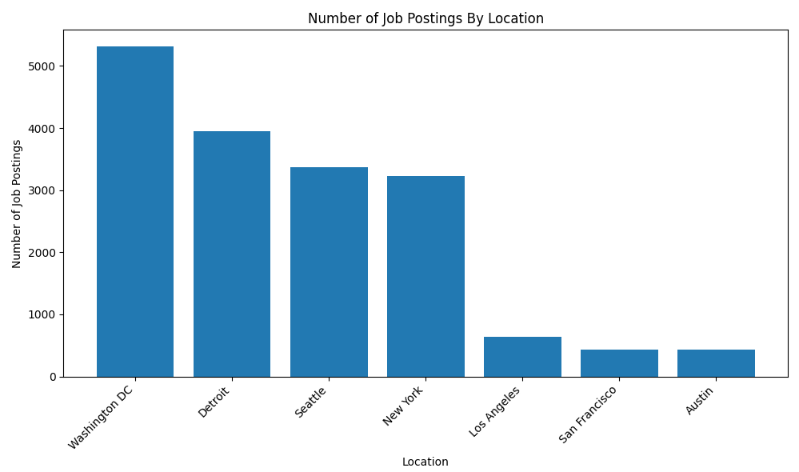 Number of Job Postings By Location
Number of Job Postings
5000
4000
3000
2000
1000
0
Washington DC
Detroit
Seattle
New York
Los Angeles
San Francisco
Austin
Location